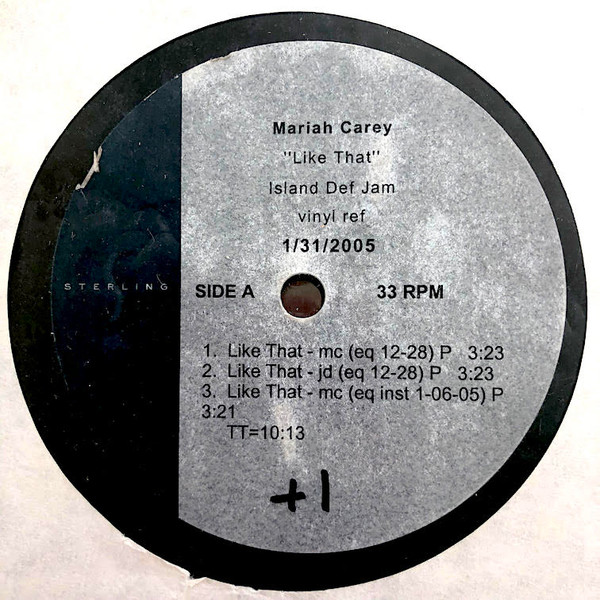 Mariah Carey
"Like That"
Island Def Jam
vinyl ref
1/31/2005
STERLING
SIDE A 33 RPM
1. Like That - mc (eq 12-28) P 3:23
2. Like That - jd (eq 12-28) P 3:23
3. Like That - mc (eq inst 1-06-05) P
3:21
TT=10:13
+1